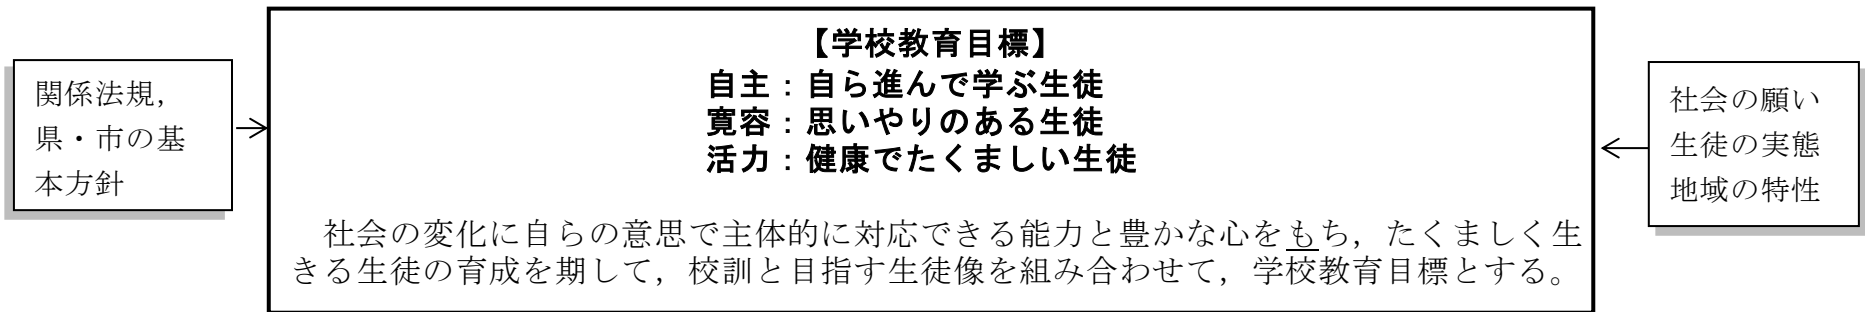 関係法規，
県・市の基
本方針
【学校教育目標】
自主：自ら進んで学ぶ生徒
寛容：思いやりのある生徒
活力：健康でたくましい生徒
社会の変化に自らの意思で主体的に対応できる能力と豊かな心をもち，たくましく生
きる生徒の育成を期して，校訓と目指す生徒像を組み合わせて，学校教育目標とする。
社会の願い
生徒の実態
地域の特性